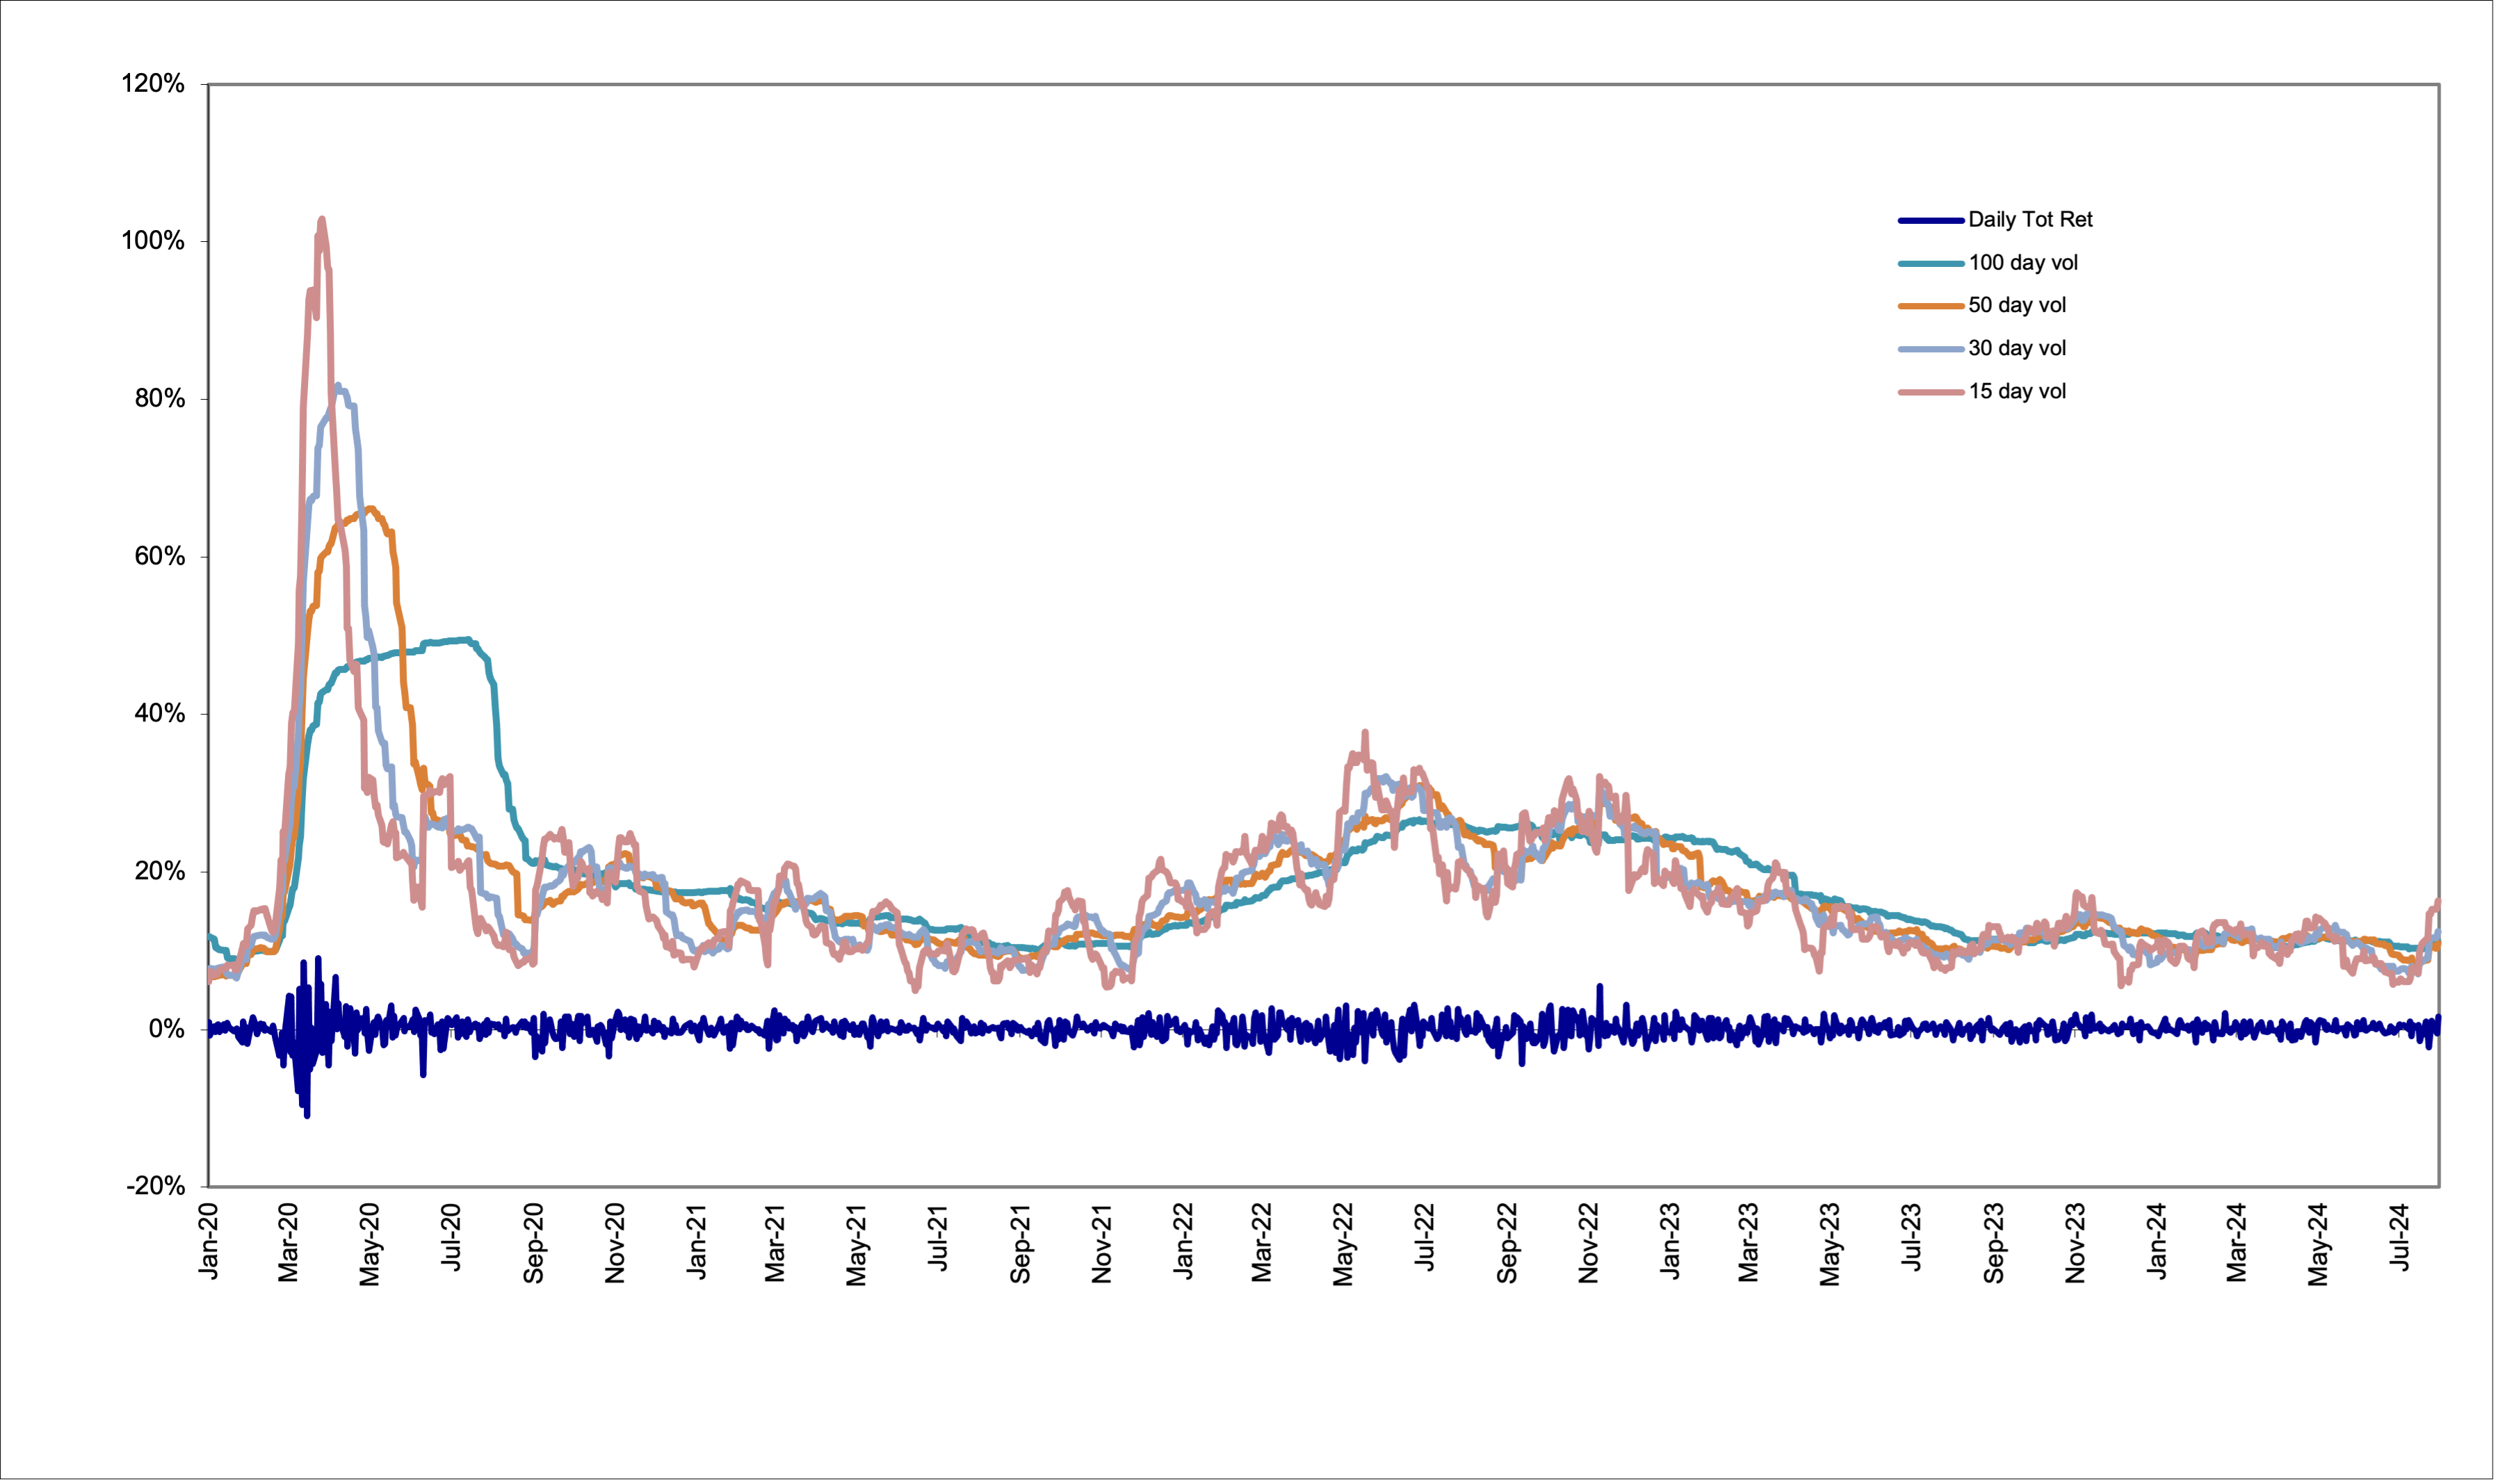 120%
100%
80%
60%
40%
20%
0%
-20%
Daily Tot Ret
100 day vol
50 day vol
30 day vol
15 day vol
Jan-20
Mar-20
May-20
Jul-20
Sep-20
Nov-20
Jan-21
Mar-21
May-21
Jul-21
Sep-21
Nov-21
Jan-22
Mar-22
May-22
Jul-22
Sep-22
Nov-22
Jan-23
Mar-23
May-23
Jul-23
Sep-23
Nov-23
Jan-24
Mar-24
May-24
Jul-24